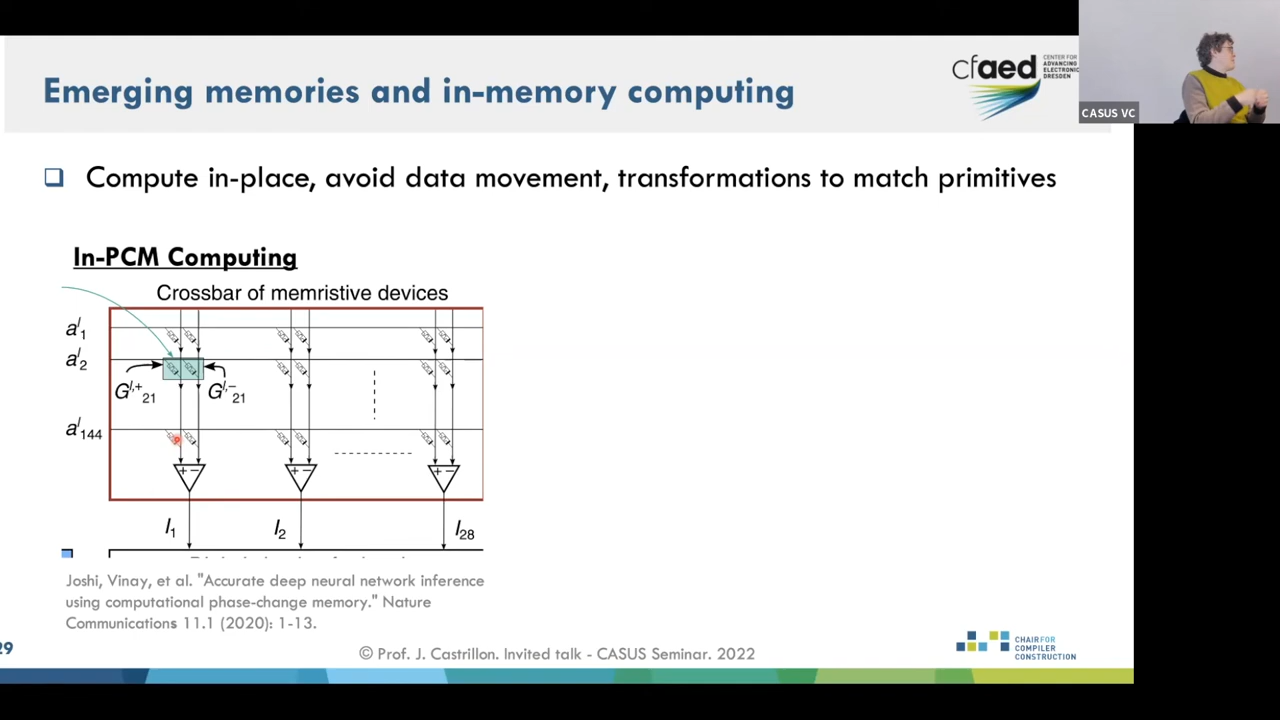 Emerging memories and in-memory computing
cfaed
CENTER FOR
ADVANCING
ELECTRONIC
DRESDEN
CASUS VC
Compute in-place, avoid data movement, transformations to match primitives
In-PCM Computing
Crossbar of memristive devices
a^l_1
a^l_2
G^l,+_21 G^l,-_21
a^l_144
+ - + - + -
I_1 I_2 I_28
Joshi, Vinay, et al. "Accurate deep neural network inference
using computational phase-change memory." Nature
Communications 11.1 (2020): 1-13.
29
© Prof. J. Castrillon. Invited talk - CASUS Seminar. 2022
CHAIR FOR
COMPILER
CONSTRUCTION